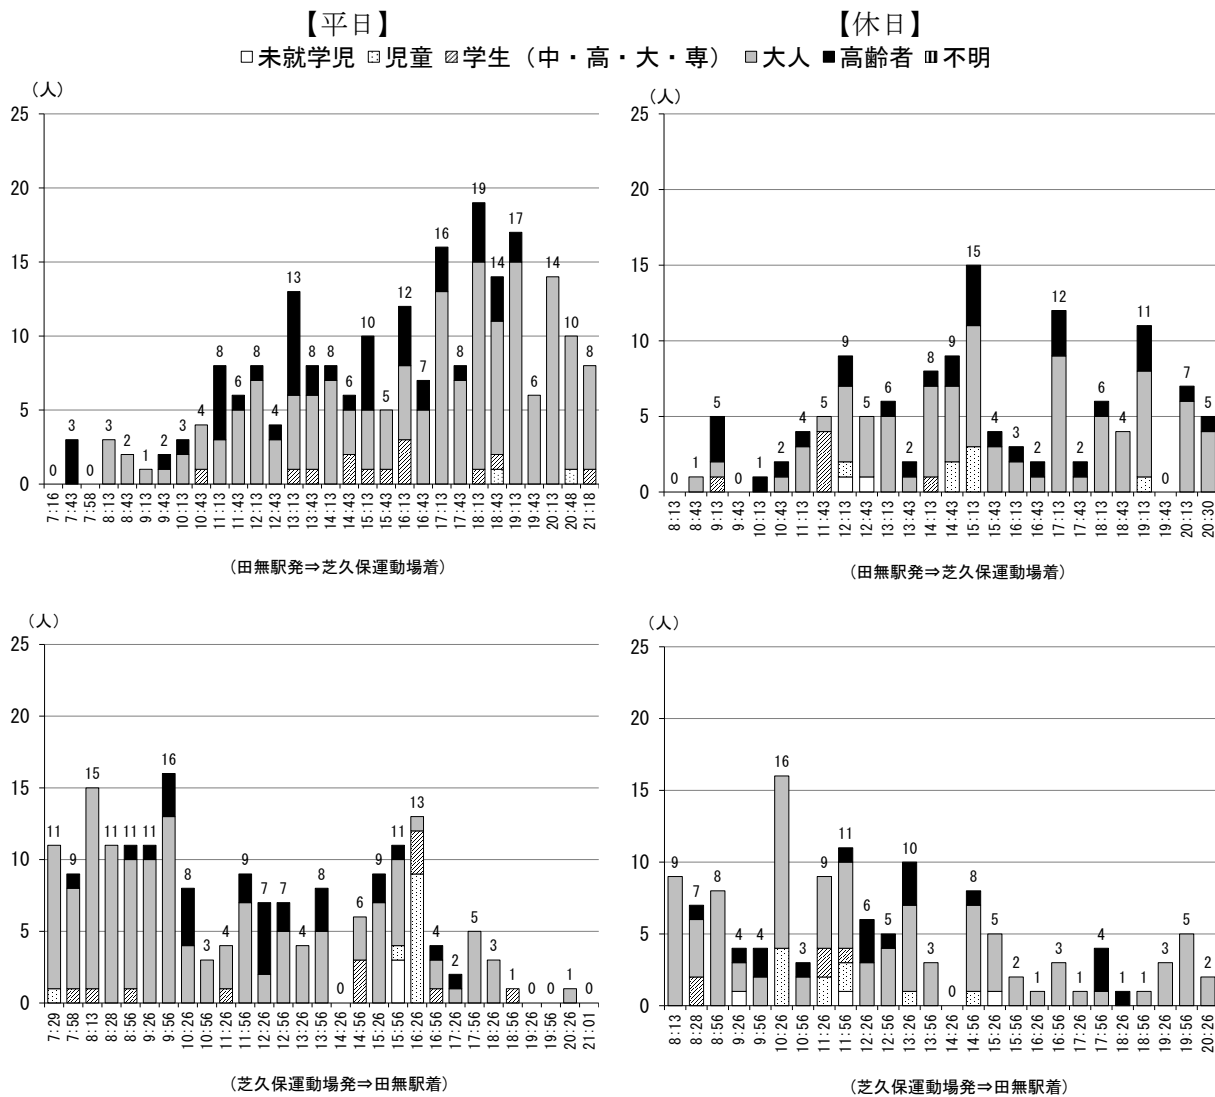 【平日】
【休日】
□未就学児 児童 学生（中・高・大・専） 大人 ■高齢者 不明
（人）
25
20
15
10
5
0
0 3 0 3 2 1 2 3 4 8 6 8 4 13 8 8 6 10 5 12 7 16 8 19 14 17 6 14 10 8
7:16 7:43 7:58 8:13 8:43 9:13 9:43 10:13 10:43 11:13 11:43 12:13 12:43 13:13 13:43 14:13 14:43 15:13 15:43 16:13 16:43 17:13 17:43 18:13 18:43 19:13 19:43 20:13 20:48 21:18
（田無駅発⇒芝久保運動場着）
（人）
25
20
15
10
5
0
0 1 5 0 1 2 4 5 9 5 6 2 8 9 15 4 3 2 12 2 6 4 11 0 7 5
8:13 8:43 9:13 9:43 10:13 10:43 11:13 11:43 12:13 12:43 13:13 13:43 14:13 14:43 15:13 15:43 16:13 16:43 17:13 17:43 18:13 18:43 19:13 19:43 20:13 20:30
（田無駅発⇒芝久保運動場着）
（人）
25
20
15
10
5
0
11 9 15 11 11 11 16 8 3 4 9 7 7 4 8 0 6 9 11 13 4 2 5 3 1 0 0 1 0
7:29 7:58 8:13 8:28 8:56 9:26 9:56 10:26 10:56 11:26 11:56 12:26 12:56 13:26 13:56 14:26 14:56 15:26 15:56 16:26 16:56 17:26 17:56 18:26 18:56 19:26 19:56 20:26 21:01
（芝久保運動場発⇒田無駅着）
（人）
25
20
15
10
5
0
9 7 8 4 4 16 3 9 11 6 5 10 3 0 8 5 2 1 3 1 4 1 1 3 5 2
8:13 8:28 8:56 9:26 9:56 10:26 10:56 11:26 11:56 12:26 12:56 13:26 13:56 14:26 14:56 15:26 15:56 16:26 16:56 17:26 17:56 18:26 18:56 19:26 19:56 20:26
（芝久保運動場発⇒田無駅着）